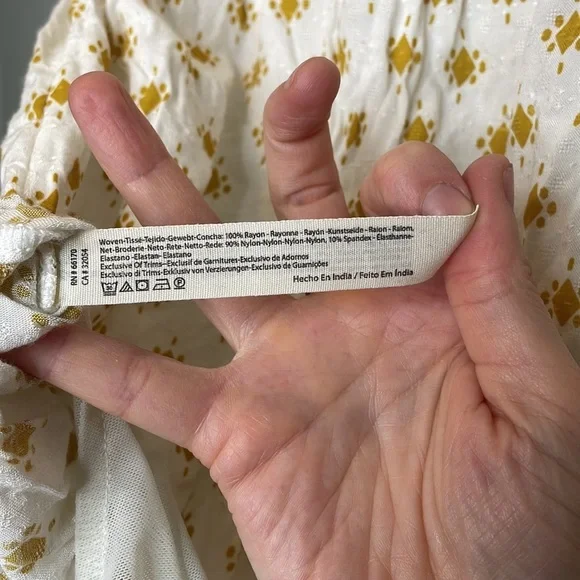 Woven-Tisse-Tejido-Gewebt-Concha: 100% Rayon - Rayonne - Rayón- Kunstseide - Raion - Raiom,
Net-Broderie-Neto-Rete-Netto-Rede: 90% Nylon-Nylon-Nylon-Nylon, 10% Spandex - Elasthanne-
Elastano-Elastan- Elastano
Exclusive Of Trims-Exclusif de Garnitures-Exclusivo de Adornos
Esclusivo di Trims-Exklusiv von Verzierungen-Exclusivo de Guarnições
Hecho En India / Feito Em Índia
RN # 66170
CA # 32054